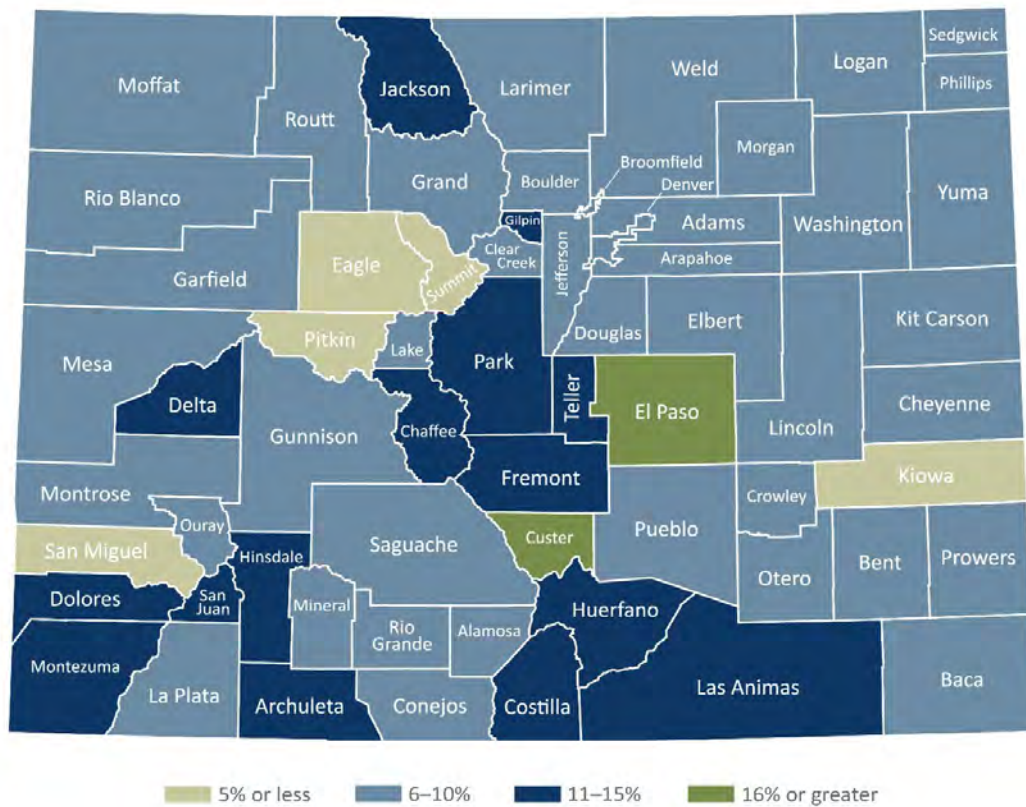 Moffat
Routt
Jackson
Larimer
Weld
Logan
Sedgwick
Phillips
Rio Blanco
Grand
Boulder
Broomfield
Denver
Morgan
Washington
Yuma
Garfield
Eagle
Summit
Gilpin
Clear
Creek
Jefferson
Adams
Arapahoe
Mesa
Pitkin
Lake
Park
Douglas
Elbert
Kit Carson
Delta
Gunnison
Chaffee
Teller
El Paso
Lincoln
Cheyenne
Montrose
Ouray
Fremont
Crowley
Kiowa
San Miguel
Hinsdale
Saguache
Custer
Pueblo
Otero
Bent
Prowers
Dolores
San
Juan
Mineral
Rio
Grande
Alamosa
Huerfano
Montezuma
La Plata
Archuleta
Conejos
Costilla
Las Animas
Baca
5% or less
6–10%
11–15%
16% or greater